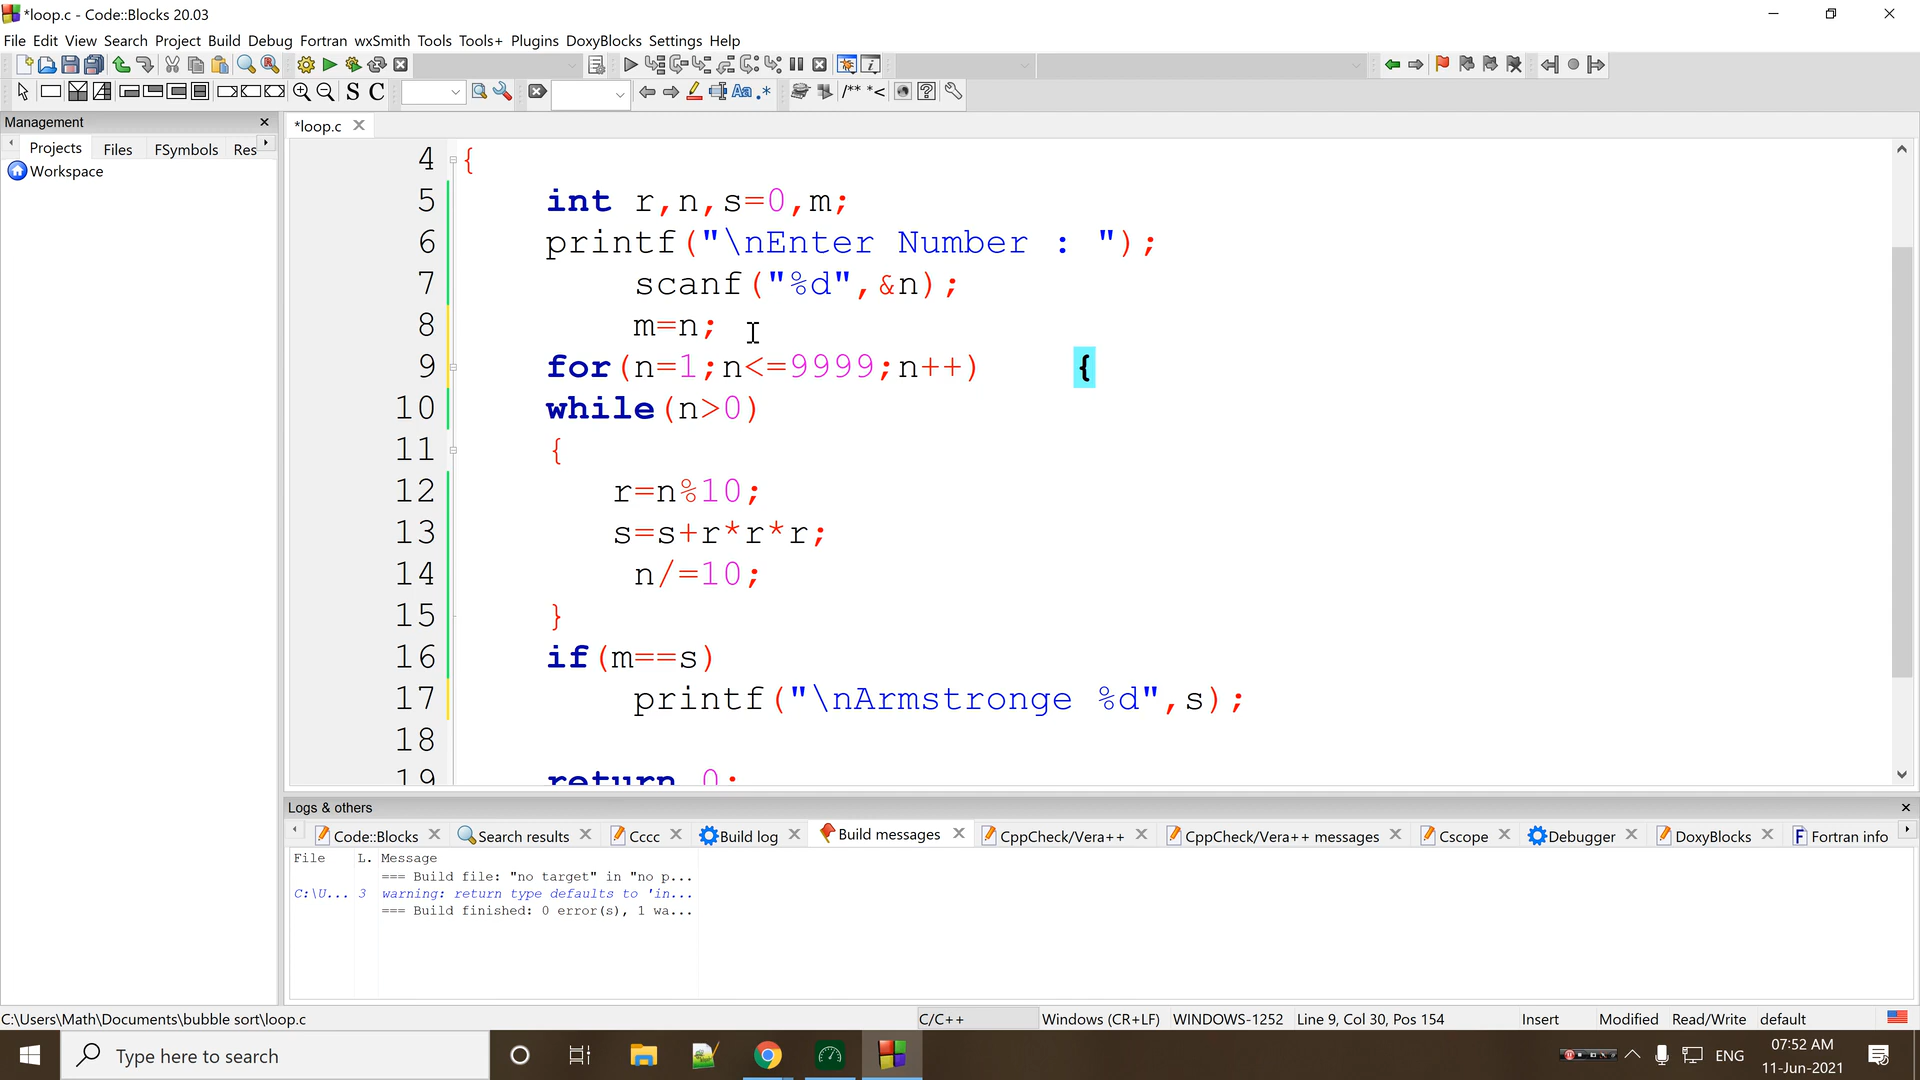 *loop.c - Code::Blocks 20.03
File Edit View Search Project Build Debug Fortran wxSmith Tools Tools+ Plugins DoxyBlocks Settings Help
S C Aa .* /** *<
Management
*loop.c
Projects Files FSymbols Res
Workspace
4 {
5 int r,n,s=0,m;
6 printf("\nEnter Number : ");
7 scanf("%d",&n);
8 m=n;
9 for(n=1;n<=9999;n++) {
10 while(n>0)
11 {
12 r=n%10;
13 s=s+r*r*r;
14 n/=10;
15 }
16 if(m==s)
17 printf("\nArmstronge %d",s);
18
19 return 0;
Logs & others
Code::Blocks Search results Cccc Build log Build messages CppCheck/Vera++ CppCheck/Vera++ messages Cscope Debugger DoxyBlocks Fortran info
File L. Message
=== Build file: "no target" in "no p...
C:\U... 3 warning: return type defaults to 'in...
=== Build finished: 0 error(s), 1 wa...
C:\Users\Math\Documents\bubble sort\loop.c C/C++ Windows (CR+LF) WINDOWS-1252 Line 9, Col 30, Pos 154 Insert Modified Read/Write default
Type here to search ENG 07:52 AM
11-Jun-2021